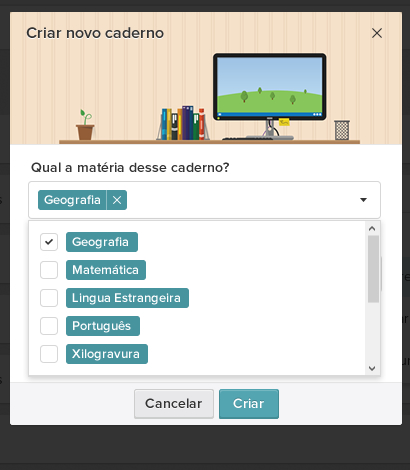 Criar novo caderno
Qual a matéria desse caderno?
Geografia
Geografia
Matemática
Lingua Estrangeira
Português
Xilogravura
Cancelar
Criar